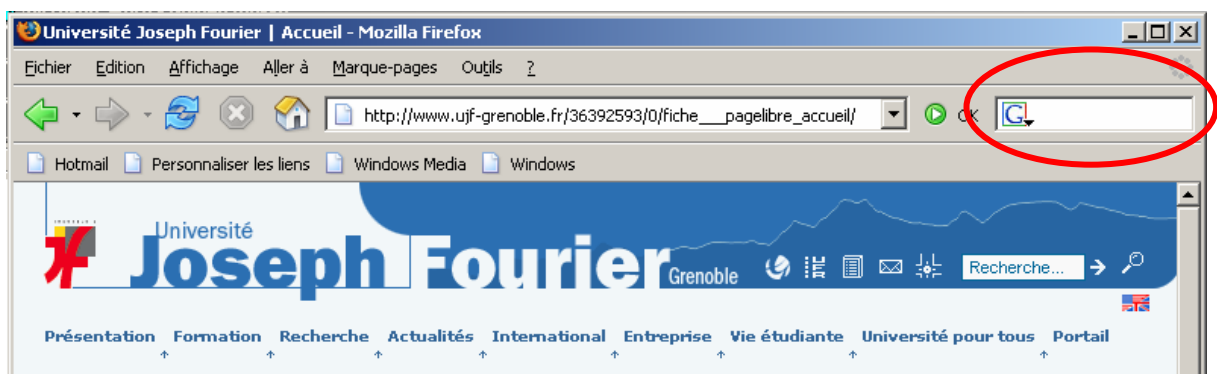 Université Joseph Fourier | Accueil - Mozilla Firefox
Fichier Edition Affichage Aller à Marque-pages Outils ?
http://www.ujf-grenoble.fr/36392593/0/fiche___pagelibre_accueil/ OK G
Hotmail Personnaliser les liens Windows Media Windows
Université
Joseph Fourier Grenoble Recherche...
Présentation Formation Recherche Actualités International Entreprise Vie étudiante Université pour tous Portail